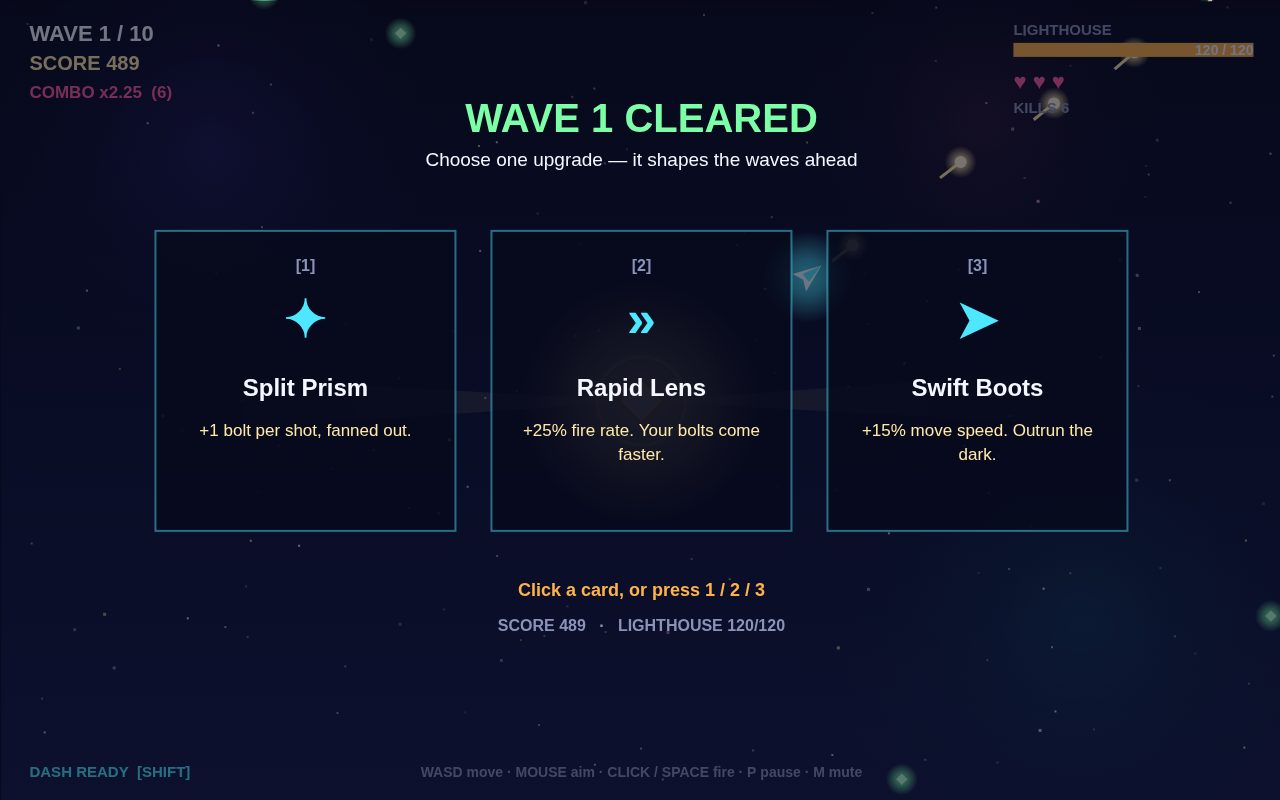 WAVE 1 / 10
SCORE 489
COMBO x2.25 (6)
LIGHTHOUSE
120 / 120
♥ ♥ ♥
KILLS 6
WAVE 1 CLEARED
Choose one upgrade — it shapes the waves ahead
[1]
Split Prism
+1 bolt per shot, fanned out.
[2]
»
Rapid Lens
+25% fire rate. Your bolts come
faster.
[3]
Swift Boots
+15% move speed. Outrun the
dark.
Click a card, or press 1 / 2 / 3
SCORE 489 · LIGHTHOUSE 120/120
DASH READY [SHIFT]
WASD move · MOUSE aim · CLICK / SPACE fire · P pause · M mute